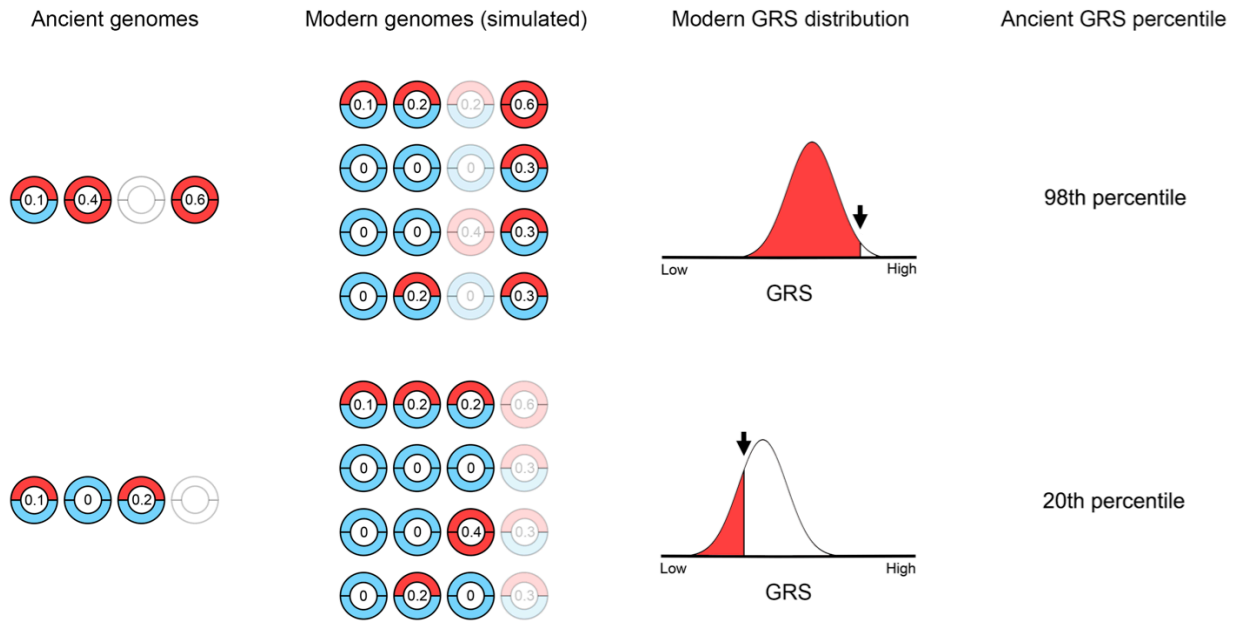 Ancient genomes
Modern genomes (simulated)
Modern GRS distribution
Ancient GRS percentile
0.1 0.4 0.6
0.1 0.2 0.2 0.6
0 0 0 0.3
0 0 0.4 0.3
0 0.2 0 0.3
Low
High
GRS
98th percentile
0.1 0 0.2
0.1 0.2 0.2 0.6
0 0 0 0.3
0 0 0.4 0.3
0 0.2 0 0.3
Low
High
GRS
20th percentile